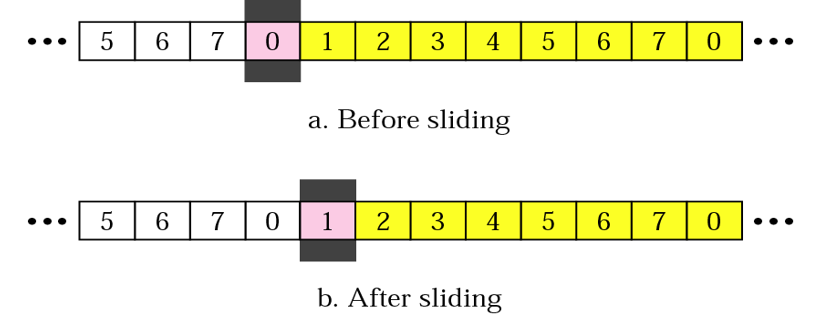 ••• 5 6 7 0 1 2 3 4 5 6 7 0 •••
a. Before sliding
••• 5 6 7 0 1 2 3 4 5 6 7 0 •••
b. After sliding